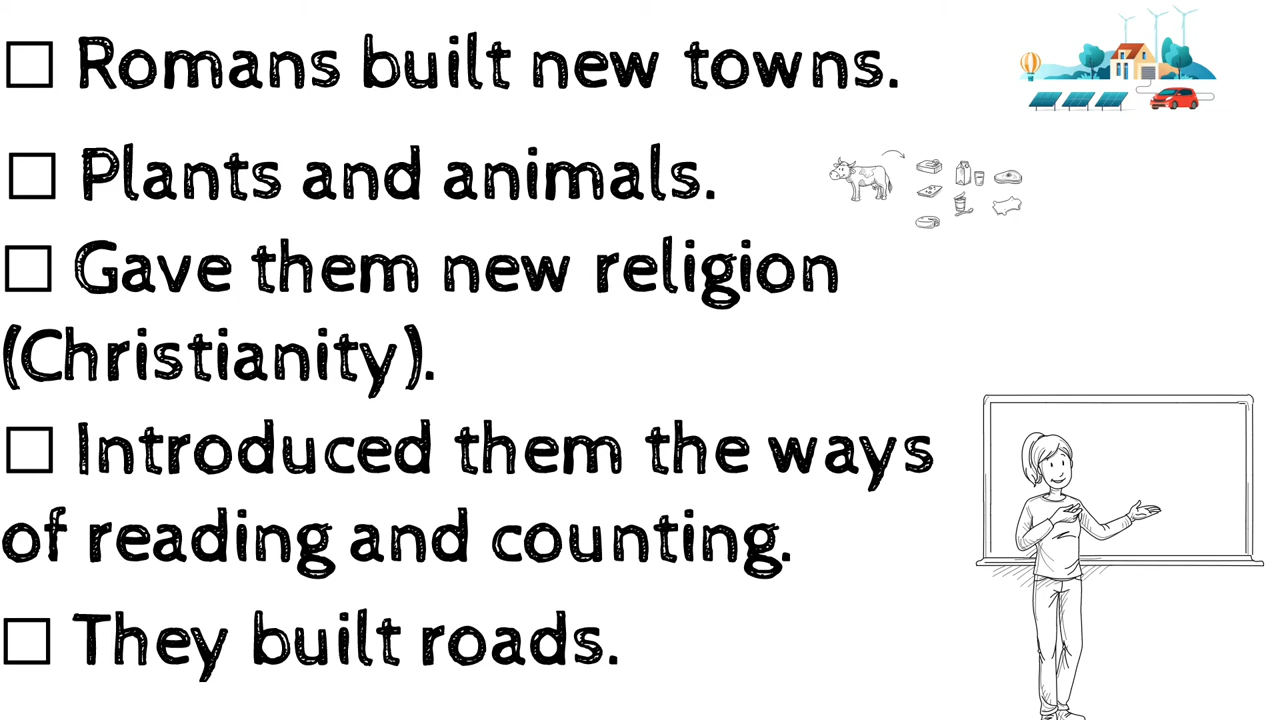 ☐ Romans built new towns.
☐ Plants and animals.
☐ Gave them new religion
(Christianity).
☐ Introduced them the ways
of reading and counting.
☐ They built roads.